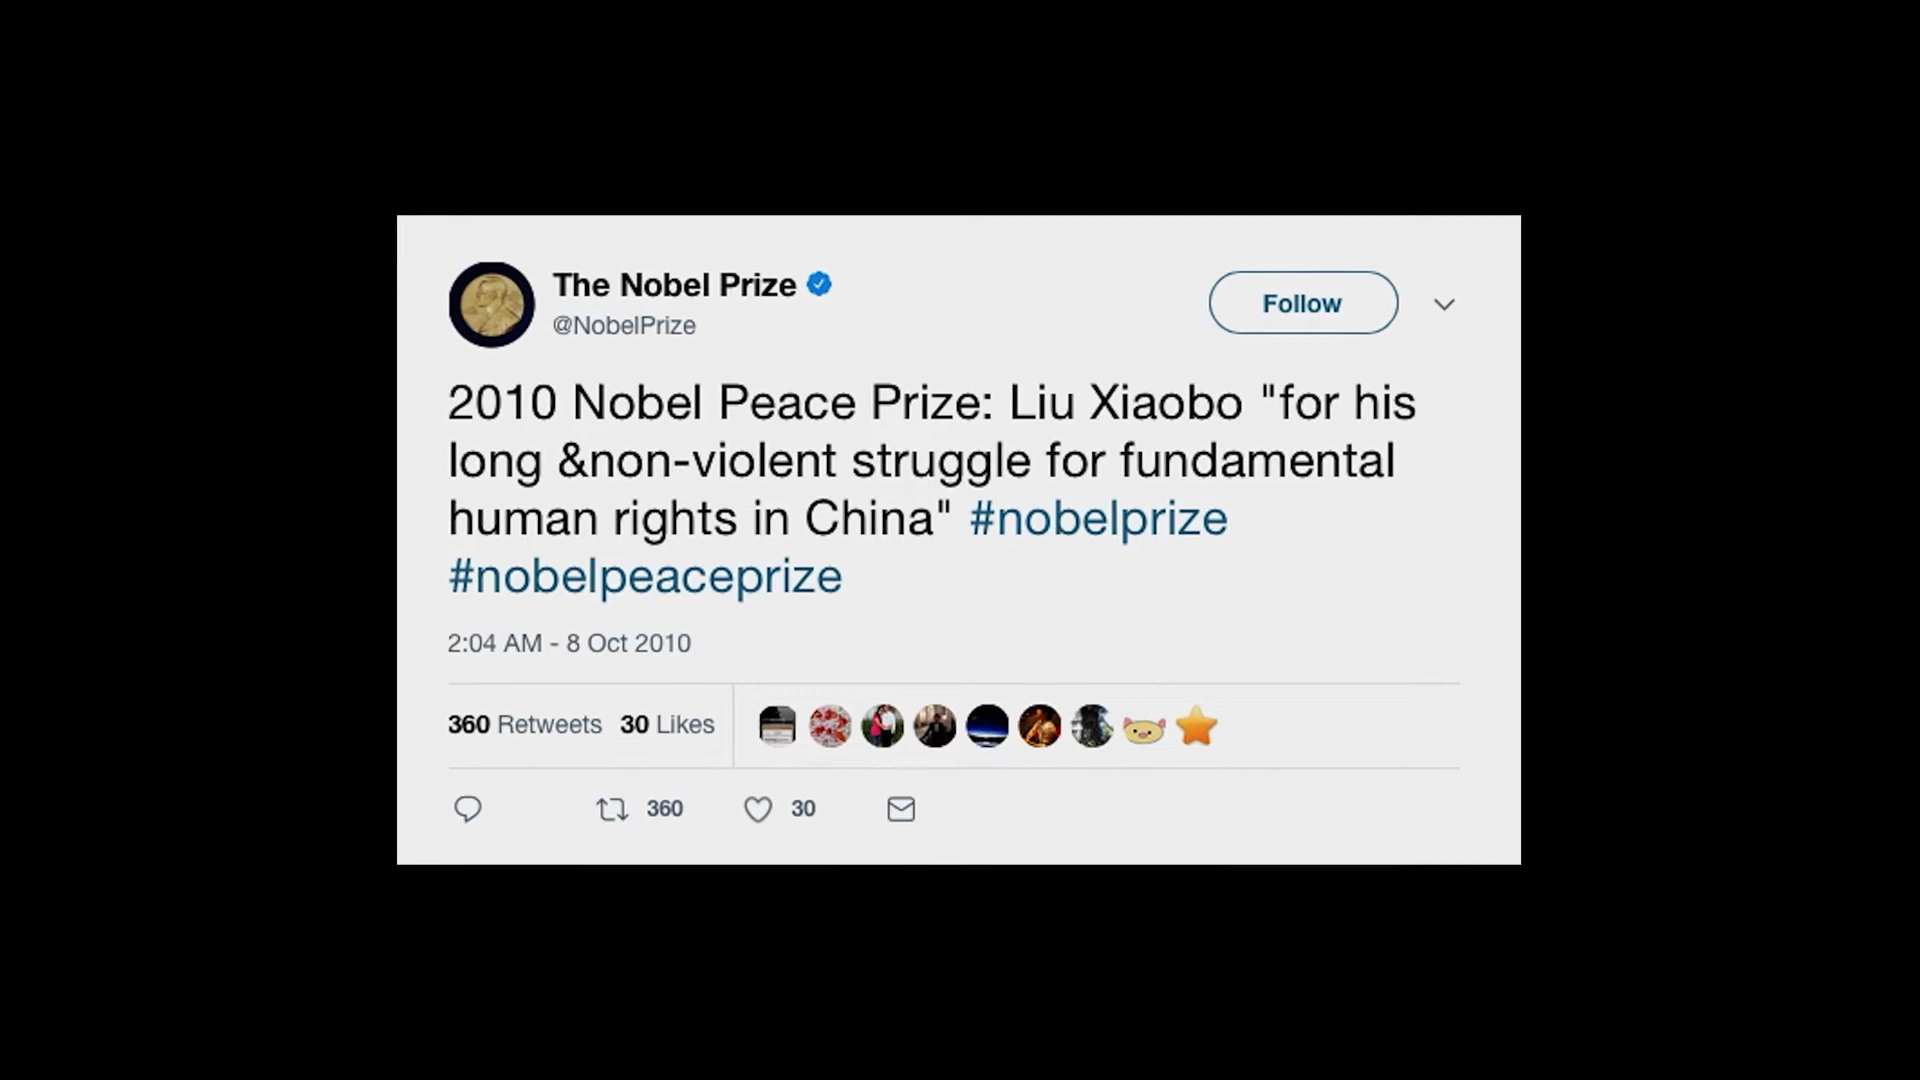 The Nobel Prize
@NobelPrize
Follow
2010 Nobel Peace Prize: Liu Xiaobo "for his
long &non-violent struggle for fundamental
human rights in China" #nobelprize
#nobelpeaceprize
2:04 AM - 8 Oct 2010
360 Retweets 30 Likes
360 30